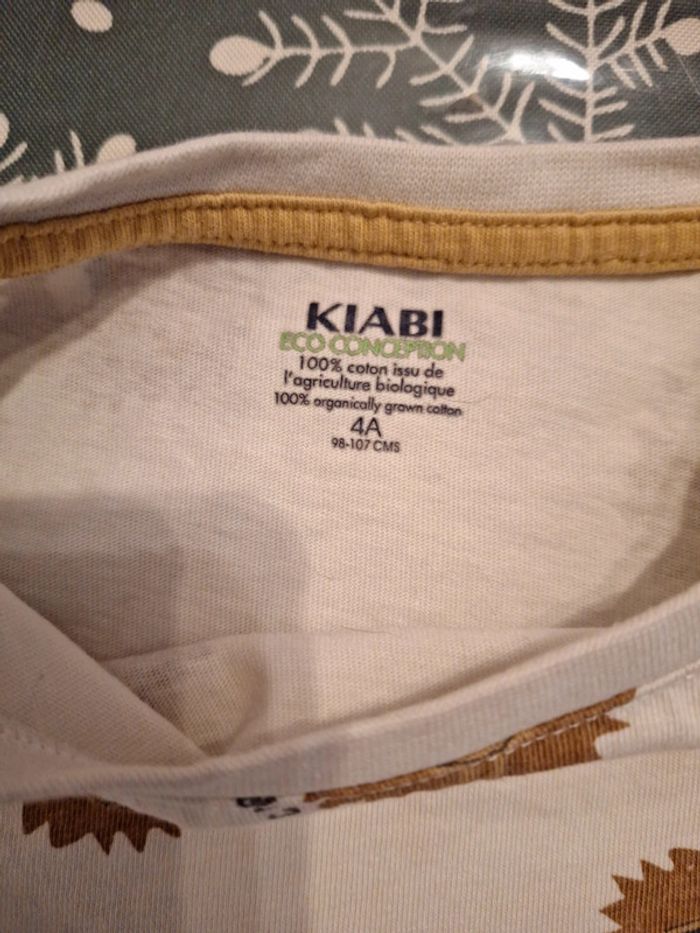 KIABI
ECO CONCEPTION
100% coton issu de
l'agriculture biologique
100% organically grown cotton
4A
98-107 CMS